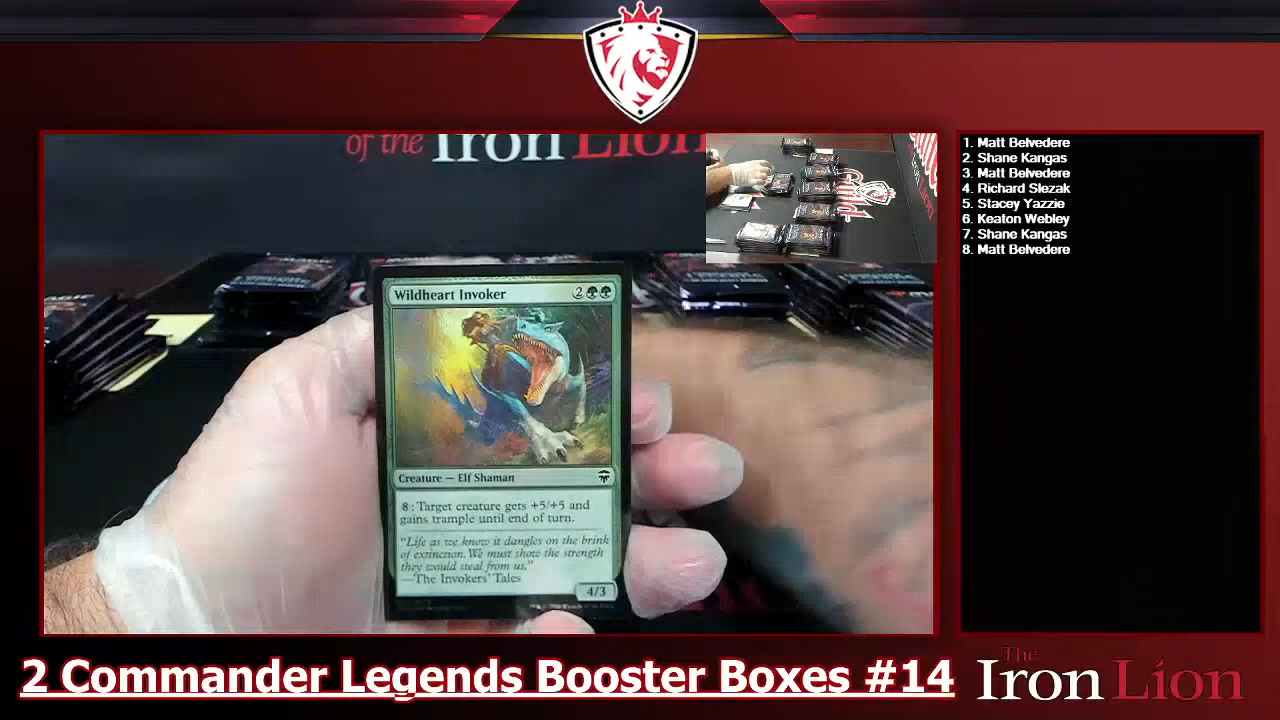 of the Iron Lion
Guild
Wildheart Invoker 2
Creature — Elf Shaman
8: Target creature gets +5/+5 and
gains trample until end of turn.
"Life as we know it dangles on the brink
of extinction. We must show the strength
they would steal from us."
—The Invokers' Tales
4/3
1. Matt Belvedere
2. Shane Kangas
3. Matt Belvedere
4. Richard Slezak
5. Stacey Yazzie
6. Keaton Webley
7. Shane Kangas
8. Matt Belvedere
2 Commander Legends Booster Boxes #14
The
Iron Lion